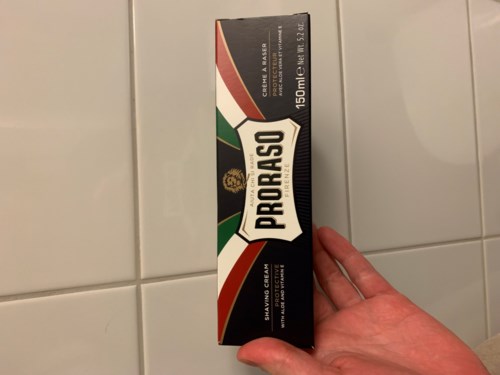 CRÈME À RASER
PROTECTEUR
AVEC ALOE VERA ET VITAMINE E
150ml e Net Wt. 5.2 oz.
PRORASO
FIRENZE
SHAVING CREAM
PROTECTIVE
WITH ALOE AND VITAMIN E